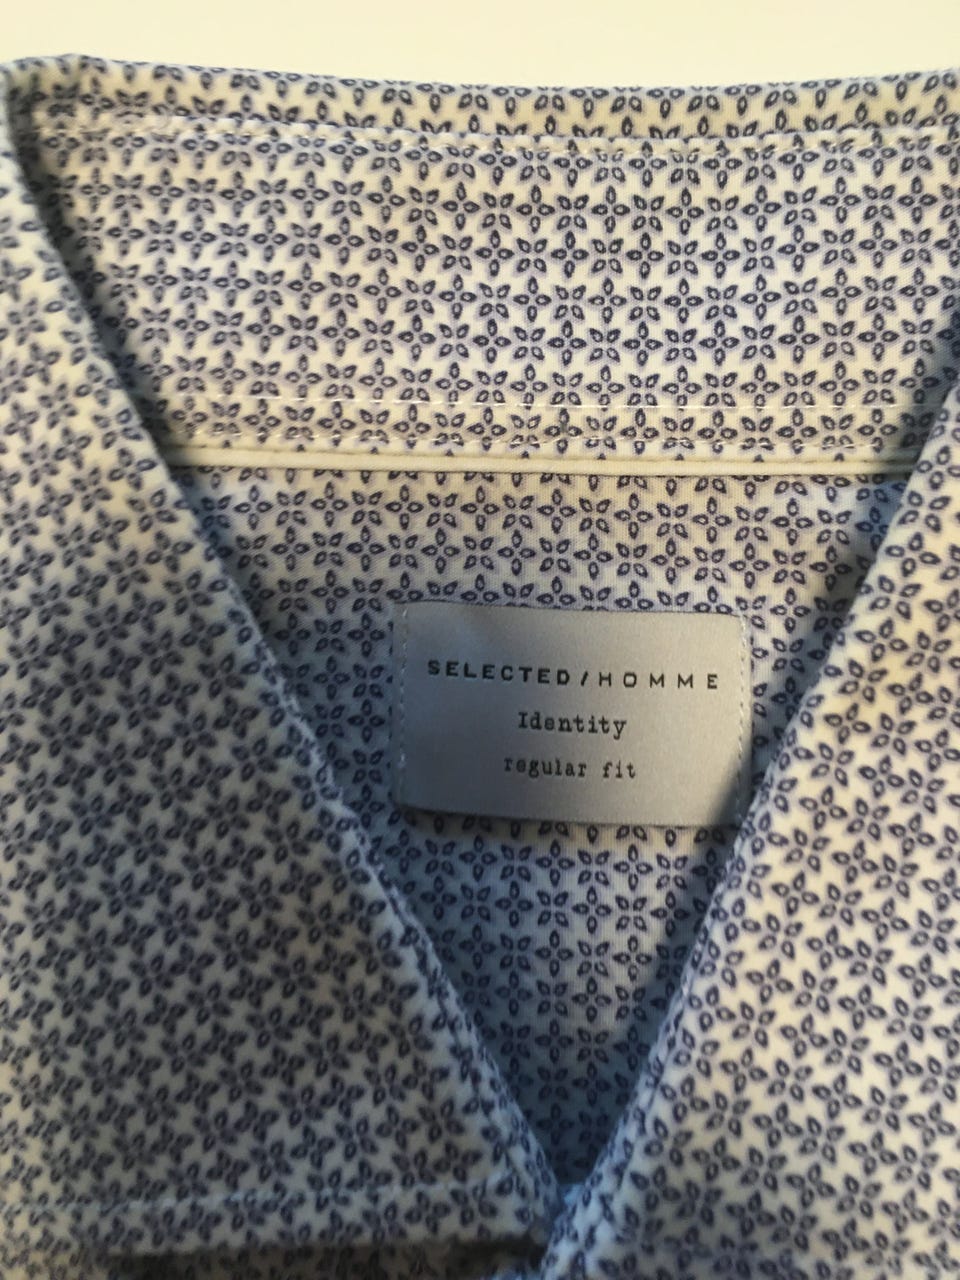 SELECTED/HOMME
Identity
regular fit